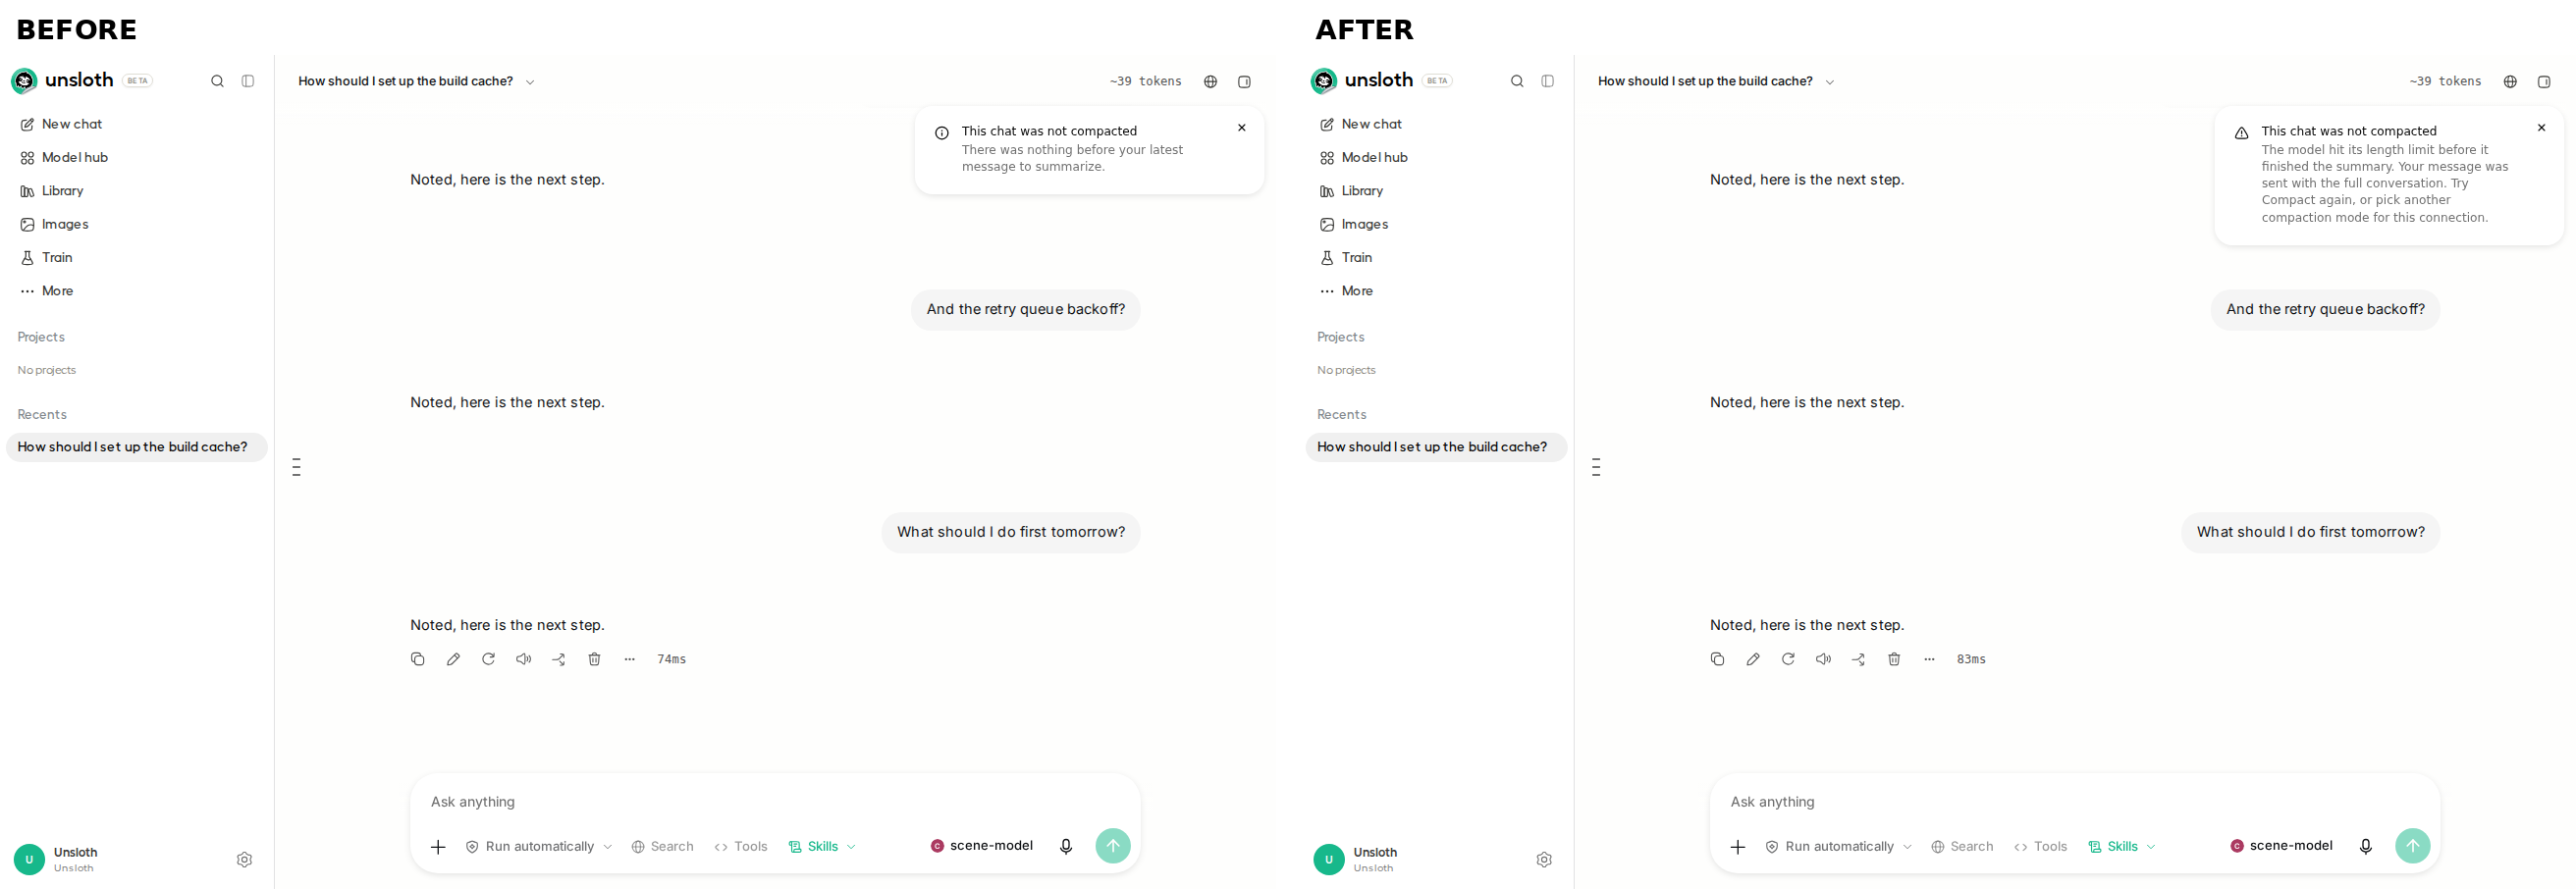 BEFORE
unsloth BETA
New chat
Model hub
Library
Images
Train
More
Projects
No projects
Recents
How should I set up the build cache?
Unsloth
Unsloth
U
How should I set up the build cache?
~39 tokens
This chat was not compacted
There was nothing before your latest
message to summarize.
Noted, here is the next step.
And the retry queue backoff?
Noted, here is the next step.
What should I do first tomorrow?
Noted, here is the next step.
74ms
Ask anything
Run automatically Search Tools Skills C scene-model
AFTER
unsloth BETA
New chat
Model hub
Library
Images
Train
More
Projects
No projects
Recents
How should I set up the build cache?
Unsloth
Unsloth
U
How should I set up the build cache?
~39 tokens
This chat was not compacted
The model hit its length limit before it
finished the summary. Your message was
sent with the full conversation. Try
Compact again, or pick another
compaction mode for this connection.
Noted, here is the next step.
And the retry queue backoff?
Noted, here is the next step.
What should I do first tomorrow?
Noted, here is the next step.
83ms
Ask anything
Run automatically Search Tools Skills C scene-model